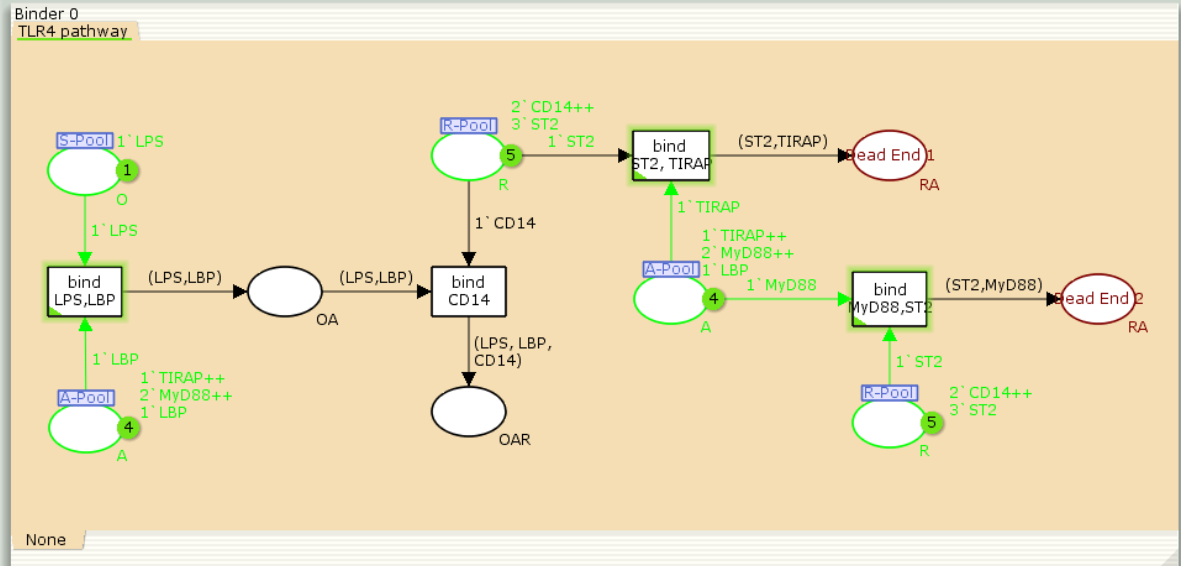 Binder 0
TLR4 pathway
S-Pool
1`LPS
1
O
1`LPS
bind
LPS,LBP
(LPS,LBP)
OA
(LPS,LBP)
1`LBP
A-Pool
1`TIRAP++
2`MyD88++
1`LBP
4
A
R-Pool
2`CD14++
3`ST2
5
R
1`ST2
1`CD14
bind
CD14
(LPS, LBP,
CD14)
OAR
bind
ST2, TIRAP
(ST2,TIRAP)
Dead End 1
RA
1`TIRAP
A-Pool
1`TIRAP++
2`MyD88++
1`LBP
4
A
1`MyD88
bind
MyD88,ST2
(ST2,MyD88)
Dead End 2
RA
1`ST2
R-Pool
2`CD14++
3`ST2
5
R
None